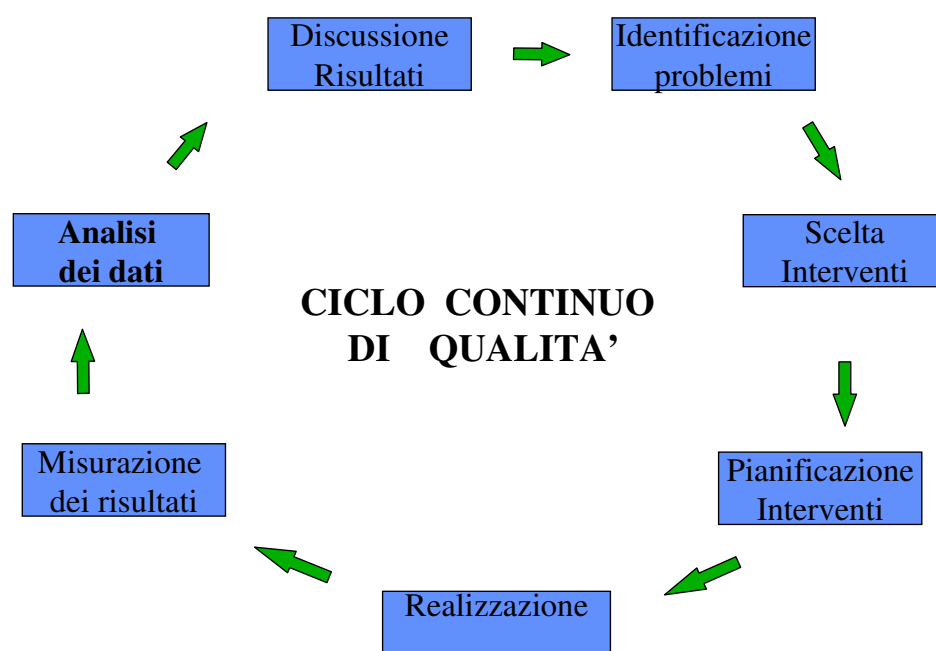 Discussione
Risultati
Identificazione
problemi
Analisi
dei dati
Scelta
Interventi
CICLO CONTINUO
DI QUALITA’
Misurazione
dei risultati
Pianificazione
Interventi
Realizzazione